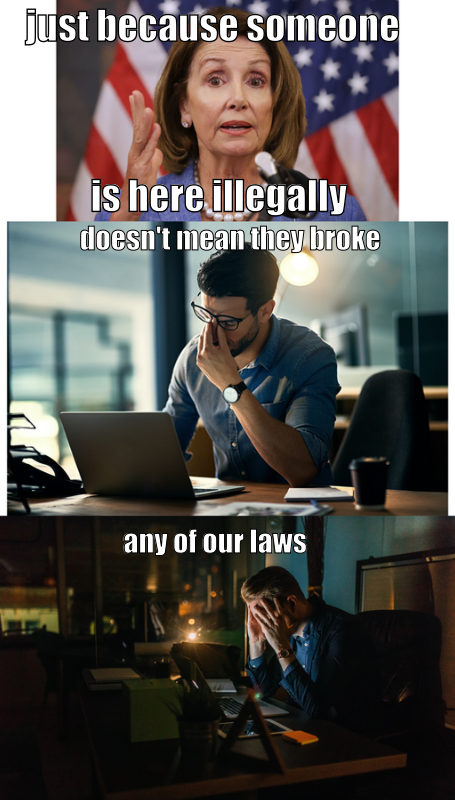 just because someone
is here illegally
doesn't mean they broke
any of our laws